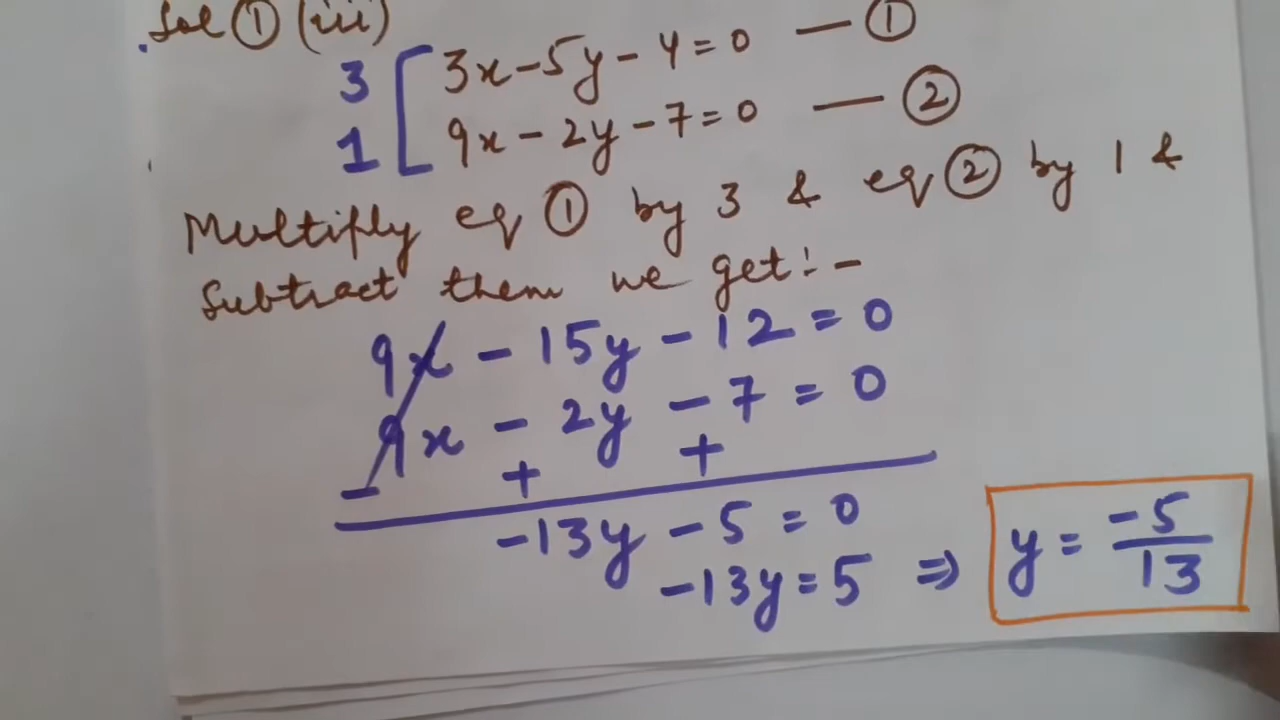 Sol ① (iii)
3 [ 3x - 5y - 4 = 0 — ①
1 [ 9x - 2y - 7 = 0 — ②
Multiply eq ① by 3 & eq ② by 1 &
Subtract them we get :-
9x - 15y - 12 = 0
9x - 2y - 7 = 0
- + +
-13y - 5 = 0
-13y = 5 ⇒ y = -5/13